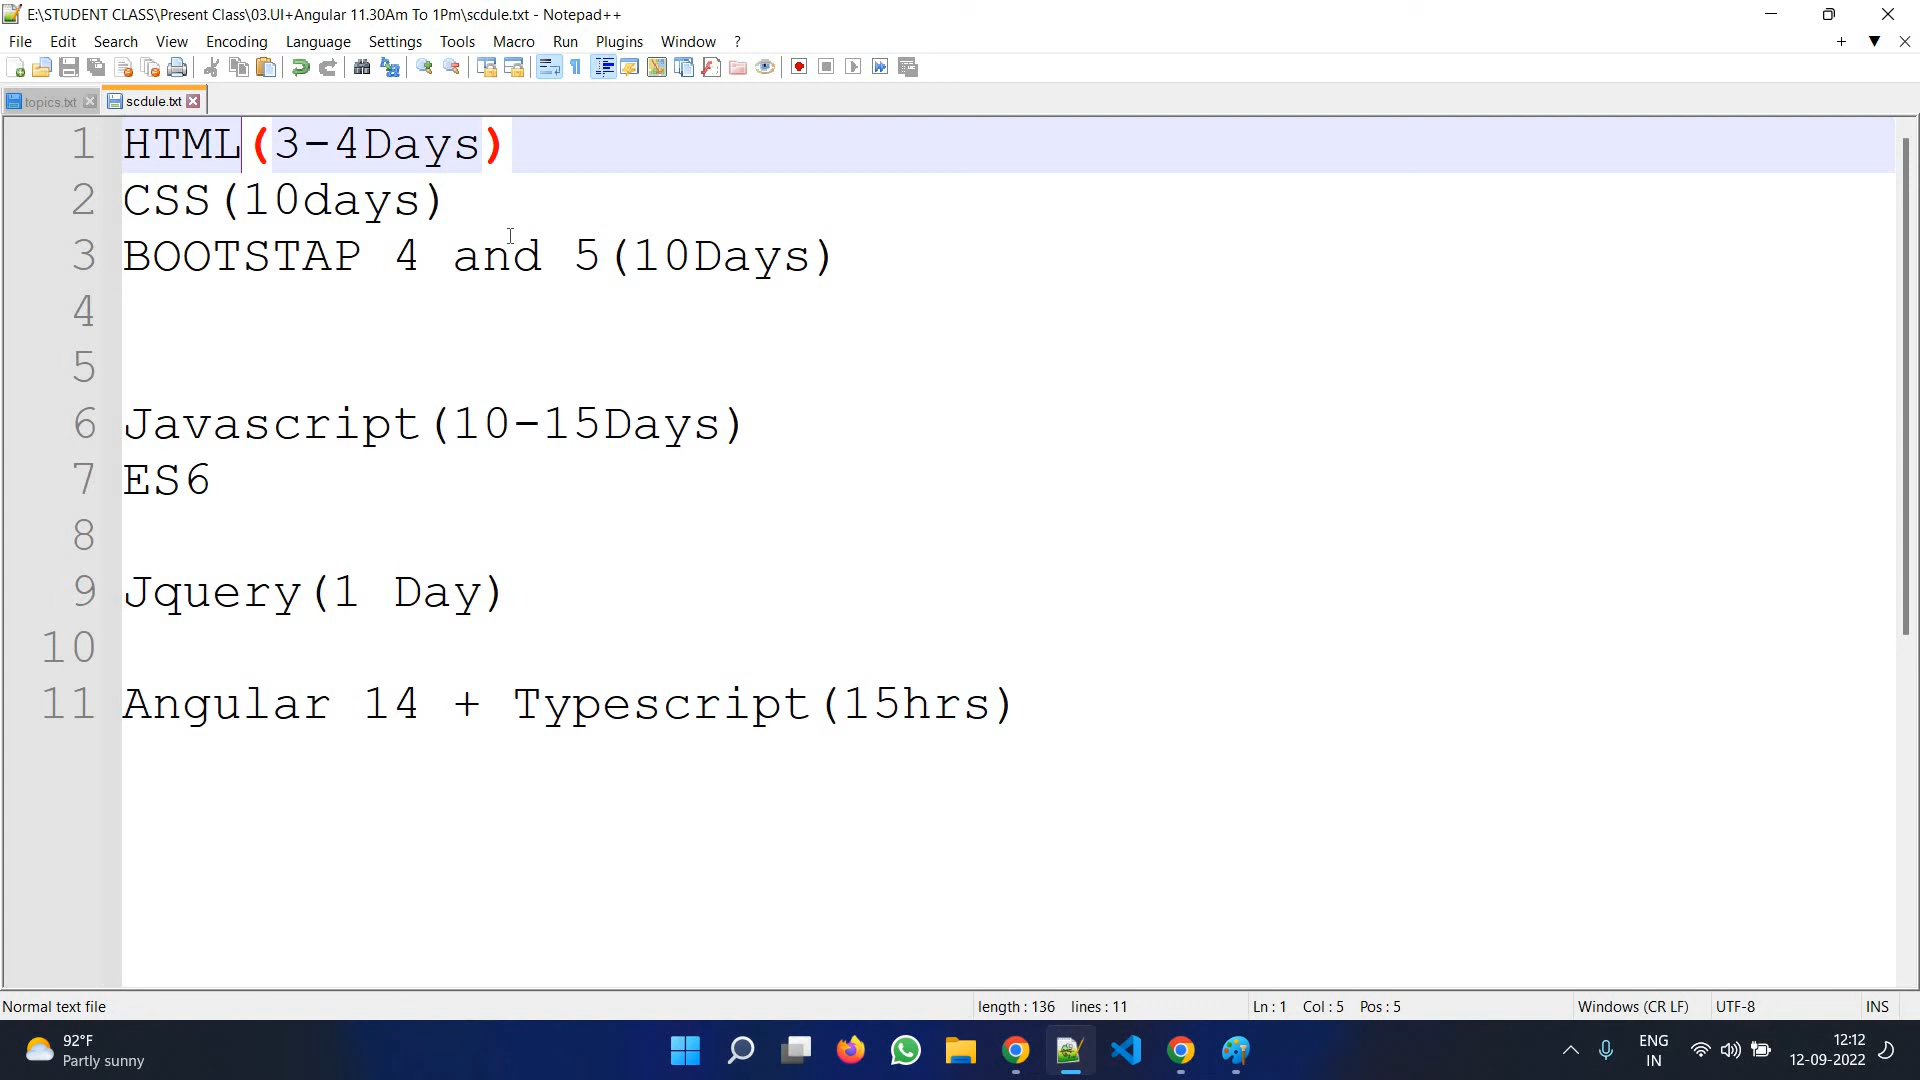 E:\STUDENT CLASS\Present Class\03.UI+Angular 11.30Am To 1Pm\scdule.txt - Notepad++
File Edit Search View Encoding Language Settings Tools Macro Run Plugins Window ?
topics.txt scdule.txt
1 HTML(3-4Days)
2 CSS(10days)
3 BOOTSTAP 4 and 5(10Days)
4
5
6 Javascript(10-15Days)
7 ES6
8
9 Jquery(1 Day)
10
11 Angular 14 + Typescript(15hrs)
Normal text file length : 136 lines : 11 Ln : 1 Col : 5 Pos : 5 Windows (CR LF) UTF-8 INS
92°F
Partly sunny
ENG
IN
12:12
12-09-2022